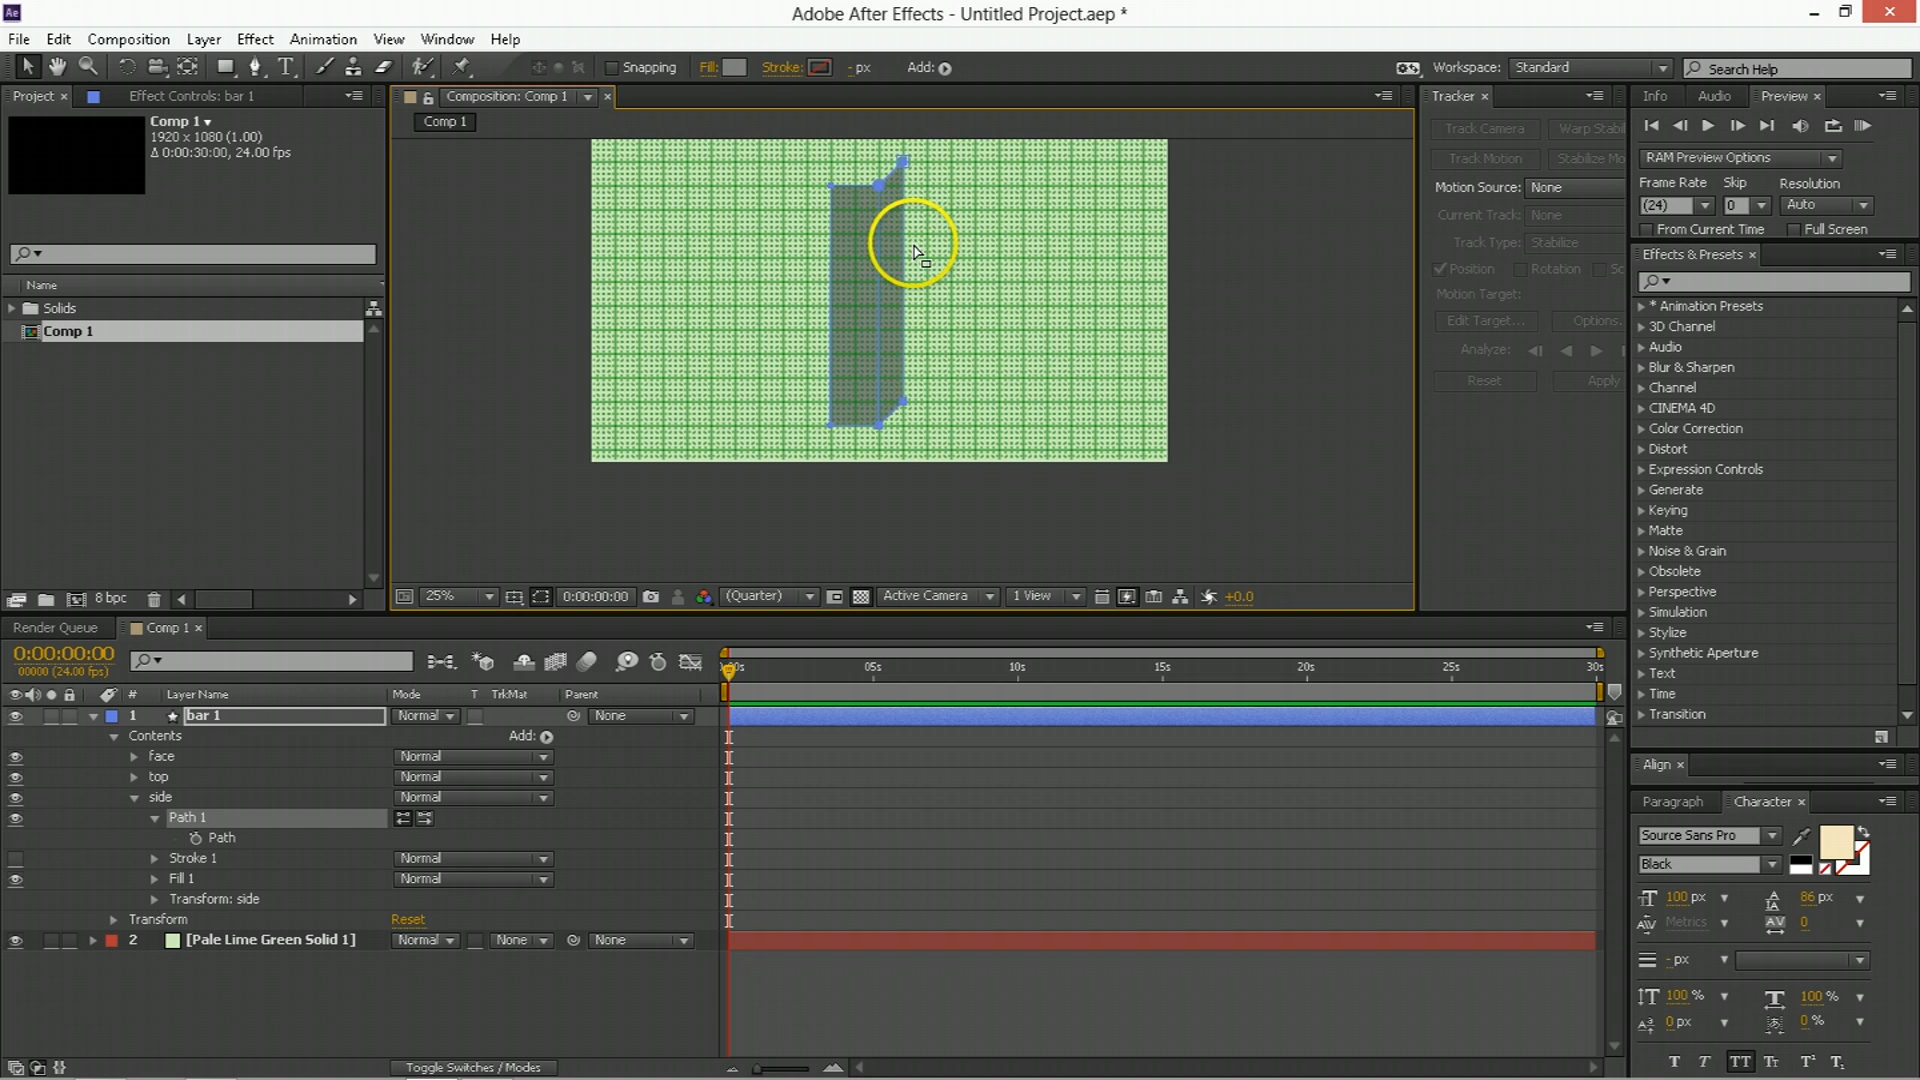 Adobe After Effects - Untitled Project.aep *
File Edit Composition Layer Effect Animation View Window Help
Snapping Fill: Stroke: - px Add: Workspace: Standard Search Help
Project × Effect Controls: bar 1
Composition: Comp 1 ×
Tracker ×
Info Audio Preview ×
Comp 1
1920 x 1080 (1.00)
Δ 0:00:30:00, 24.00 fps
Comp 1
Track Camera Warp Stabil
Track Motion Stabilize Mo
Motion Source: None
Current Track: None
Track Type: Stabilize
Position Rotation Sc
Motion Target:
Edit Target... Options.
Analyze:
Reset Apply
RAM Preview Options
Frame Rate Skip Resolution
(24) 0 Auto
From Current Time Full Screen
Effects & Presets ×
* Animation Presets
3D Channel
Audio
Blur & Sharpen
Channel
CINEMA 4D
Color Correction
Distort
Expression Controls
Generate
Keying
Matte
Noise & Grain
Obsolete
Perspective
Simulation
Stylize
Synthetic Aperture
Text
Time
Transition
Name
Solids
Comp 1
8 bpc
25% 0:00:00:00 (Quarter) Active Camera 1 View +0.0
Render Queue Comp 1 ×
0:00:00:00
00000 (24.00 fps)
05s 10s 15s 20s 25s 30s
# Layer Name Mode T TrkMat Parent
1 bar 1 Normal None
Contents Add:
face Normal
top Normal
side Normal
Path 1
Path
Stroke 1 Normal
Fill 1 Normal
Transform: side
Transform Reset
2 [Pale Lime Green Solid 1] Normal None None
Toggle Switches / Modes
Align ×
Paragraph Character ×
Source Sans Pro
Black
100 px 86 px
Metrics 0
- px
100 % 100 %
0 px 0 %
T T TT Tт T¹ T₁